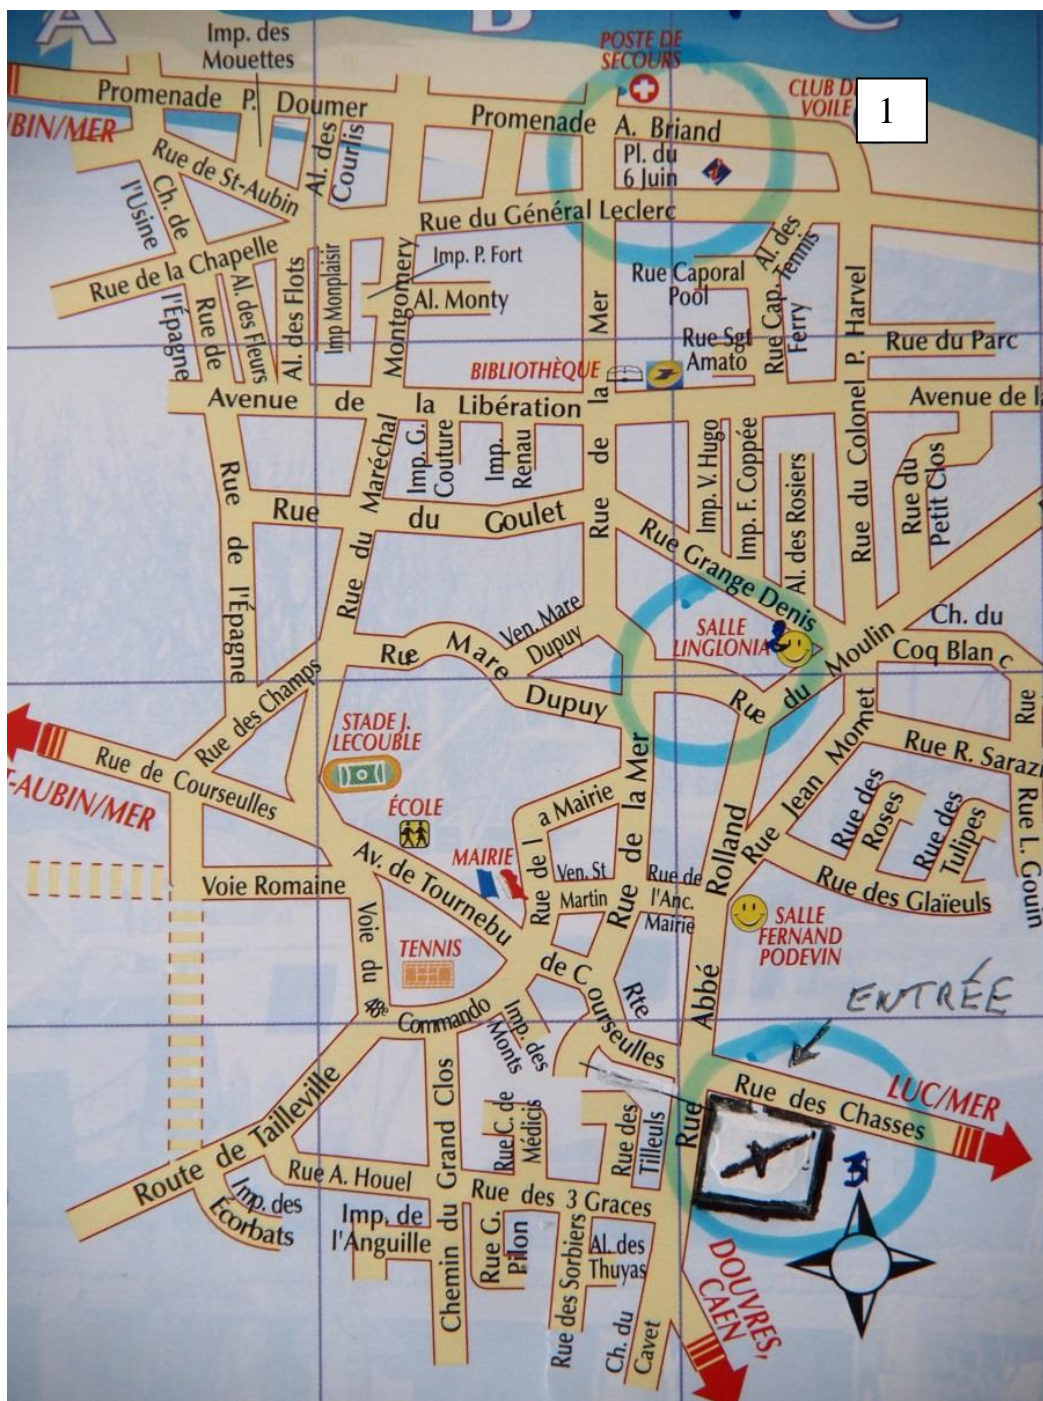 A
B
C
Imp. des
Mouettes
POSTE DE
SECOURS
CLUB D
VOILE
1
Promenade P. Doumer
Promenade A. Briand
BIN/MER
Al. des
Courlis
Pl. du
6 Juin
i
Rue de St-Aubin
Ch. de
l'Usine
Rue du Général Leclerc
Rue de la Chapelle
Imp. P. Fort
Al. des
Tennis
Rue Caporal
Pool
Al. Monty
Imp Monplaisir
Al. des Flots
Al. des Fleurs
Rue de
l'Épagne
Rue du Maréchal Montgomery
Rue de la Mer
Rue Cap.
Ferry
Rue du Colonel P. Harvel
Rue du Parc
Rue Sgt
Amato
BIBLIOTHÈQUE
Avenue de la Libération
Avenue de l
Imp. G.
Couture
Imp.
Renau
Imp. V. Hugo
Imp. F. Coppée
Al. des Rosiers
Rue du
Petit Clos
Rue de l'Épagne
Rue du Goulet
Rue Grange Denis
Ven. Mare
Dupuy
SALLE
LINGLONIA
Ch. du
Coq Blanc
Rue Mare Dupuy
Rue du Moulin
Rue des Champs
STADE J.
LECOUBLE
Rue de Courseulles
T-AUBIN/MER
Rue L. Gouin
Rue R. Sarazi
Rue Jean Mornet
Rue des
Roses
Rue des
Tulipes
Rue des Glaïeuls
ÉCOLE
MAIRIE
Rue de la Mairie
Rue de la Mer
Ven. St
Martin
Rue de
l'Anc.
Mairie
Rue Abbé Rolland
Voie Romaine
Av. de Tournebu
SALLE
FERNAND
PODEVIN
TENNIS
Voie du 48e Commando
Rte de Courseulles
ENTRÉE
Imp. des
Monts
Rue des Chasses
LUC/MER
Route de Tailleville
Chemin du Grand Clos
Rue C. de
Médicis
Rue des
Tilleuls
3
Rue A. Houel
Rue des 3 Graces
Imp. des
Écorbats
Imp. de
l'Anguille
Rue G.
Pilon
Rue des Sorbiers
Al. des
Thuyas
Ch. du
Cavet
DOUVRES,
CAEN